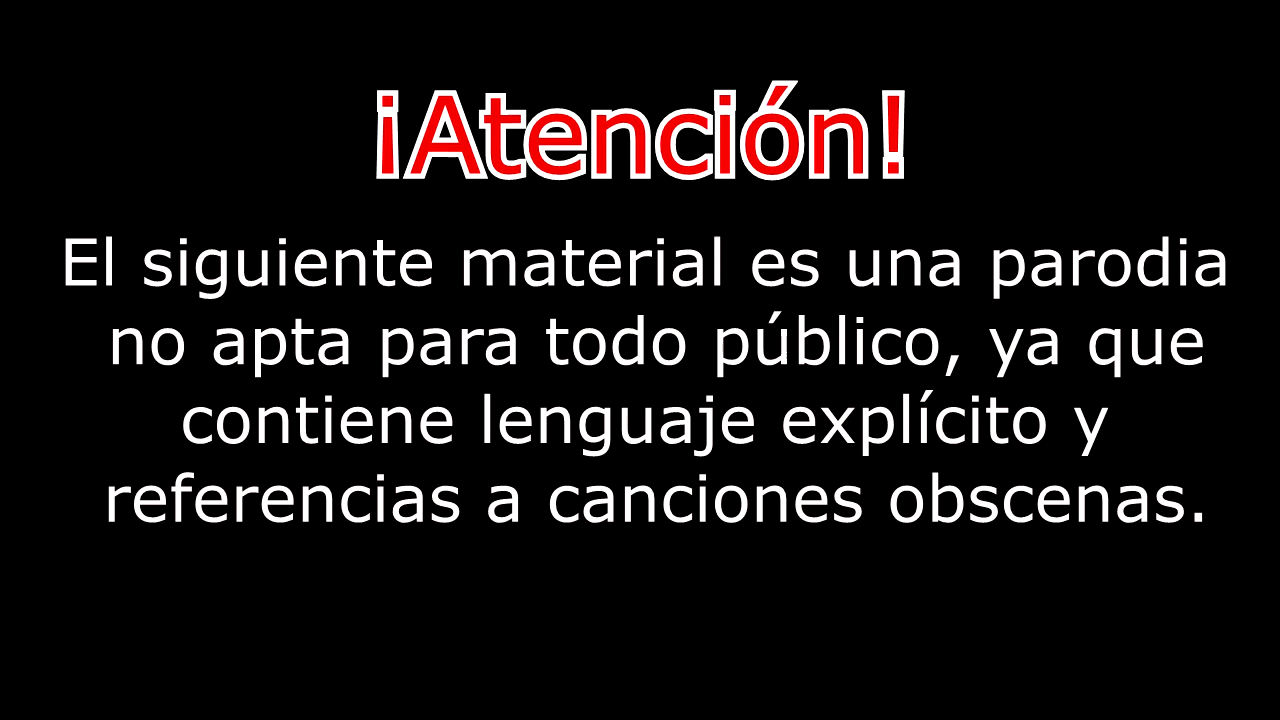 ¡Atención!
El siguiente material es una parodia
no apta para todo público, ya que
contiene lenguaje explícito y
referencias a canciones obscenas.